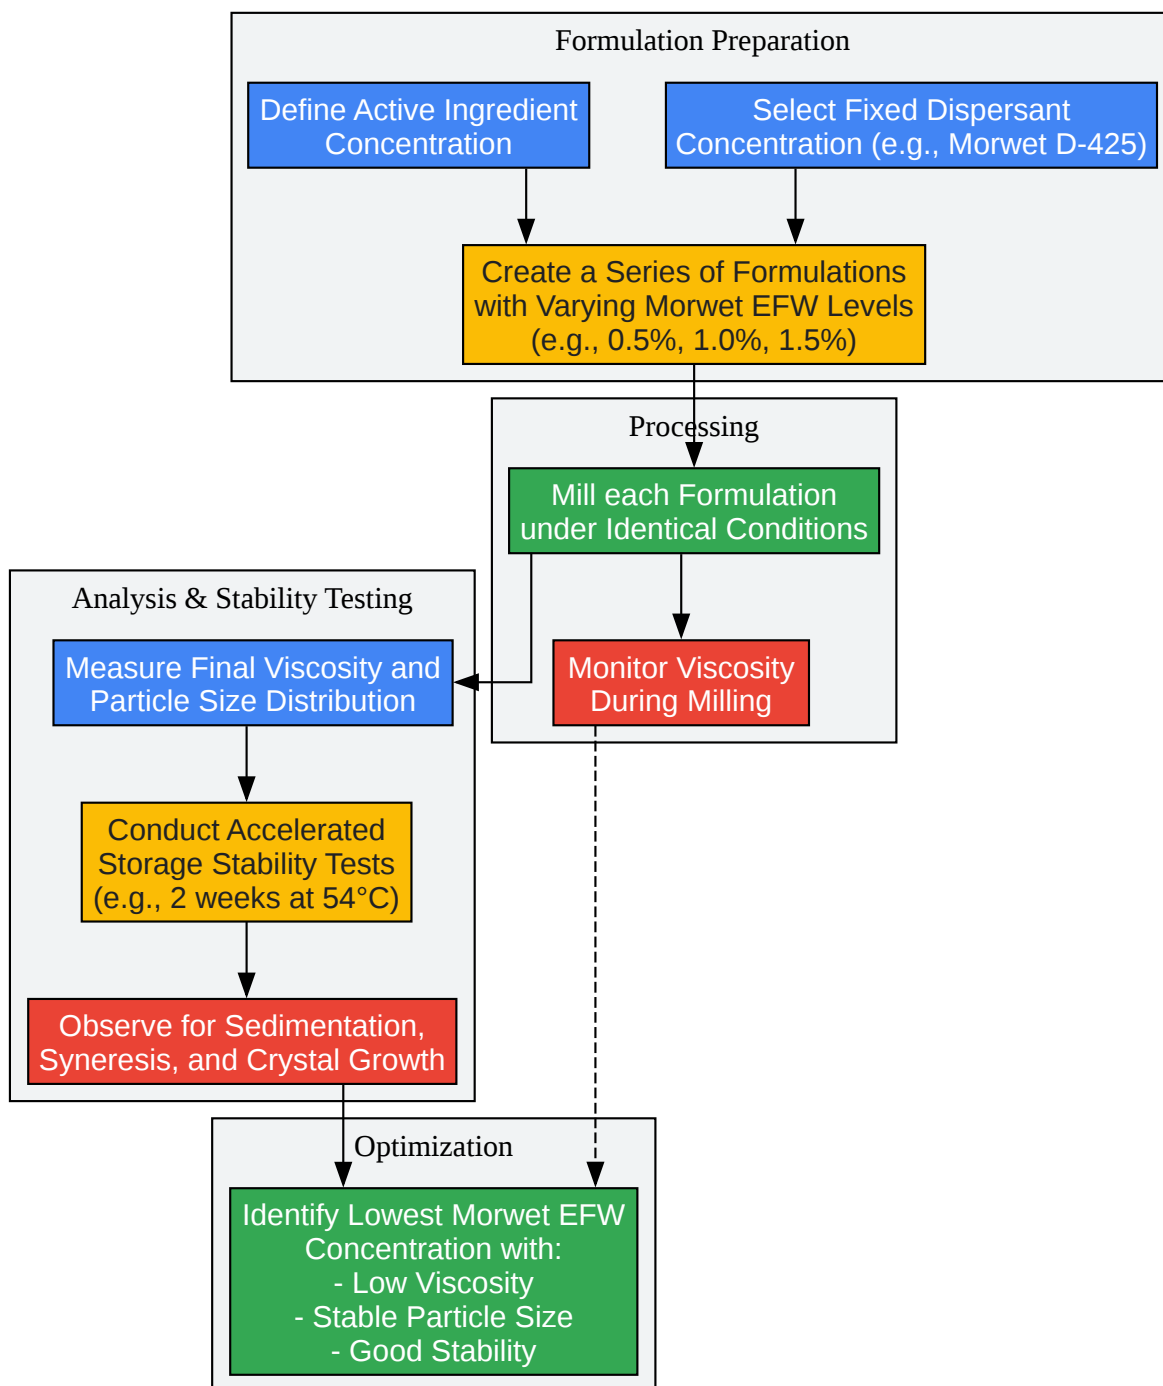 Formulation Preparation
Define Active Ingredient
Concentration
Select Fixed Dispersant
Concentration (e.g., Morwet D-425)
Create a Series of Formulations
with Varying Morwet EFW Levels
(e.g., 0.5%, 1.0%, 1.5%)
Processing
Mill each Formulation
under Identical Conditions
Monitor Viscosity
During Milling
Analysis & Stability Testing
Measure Final Viscosity and
Particle Size Distribution
Conduct Accelerated
Storage Stability Tests
(e.g., 2 weeks at 54°C)
Observe for Sedimentation,
Syneresis, and Crystal Growth
Optimization
Identify Lowest Morwet EFW
Concentration with:
- Low Viscosity
- Stable Particle Size
- Good Stability